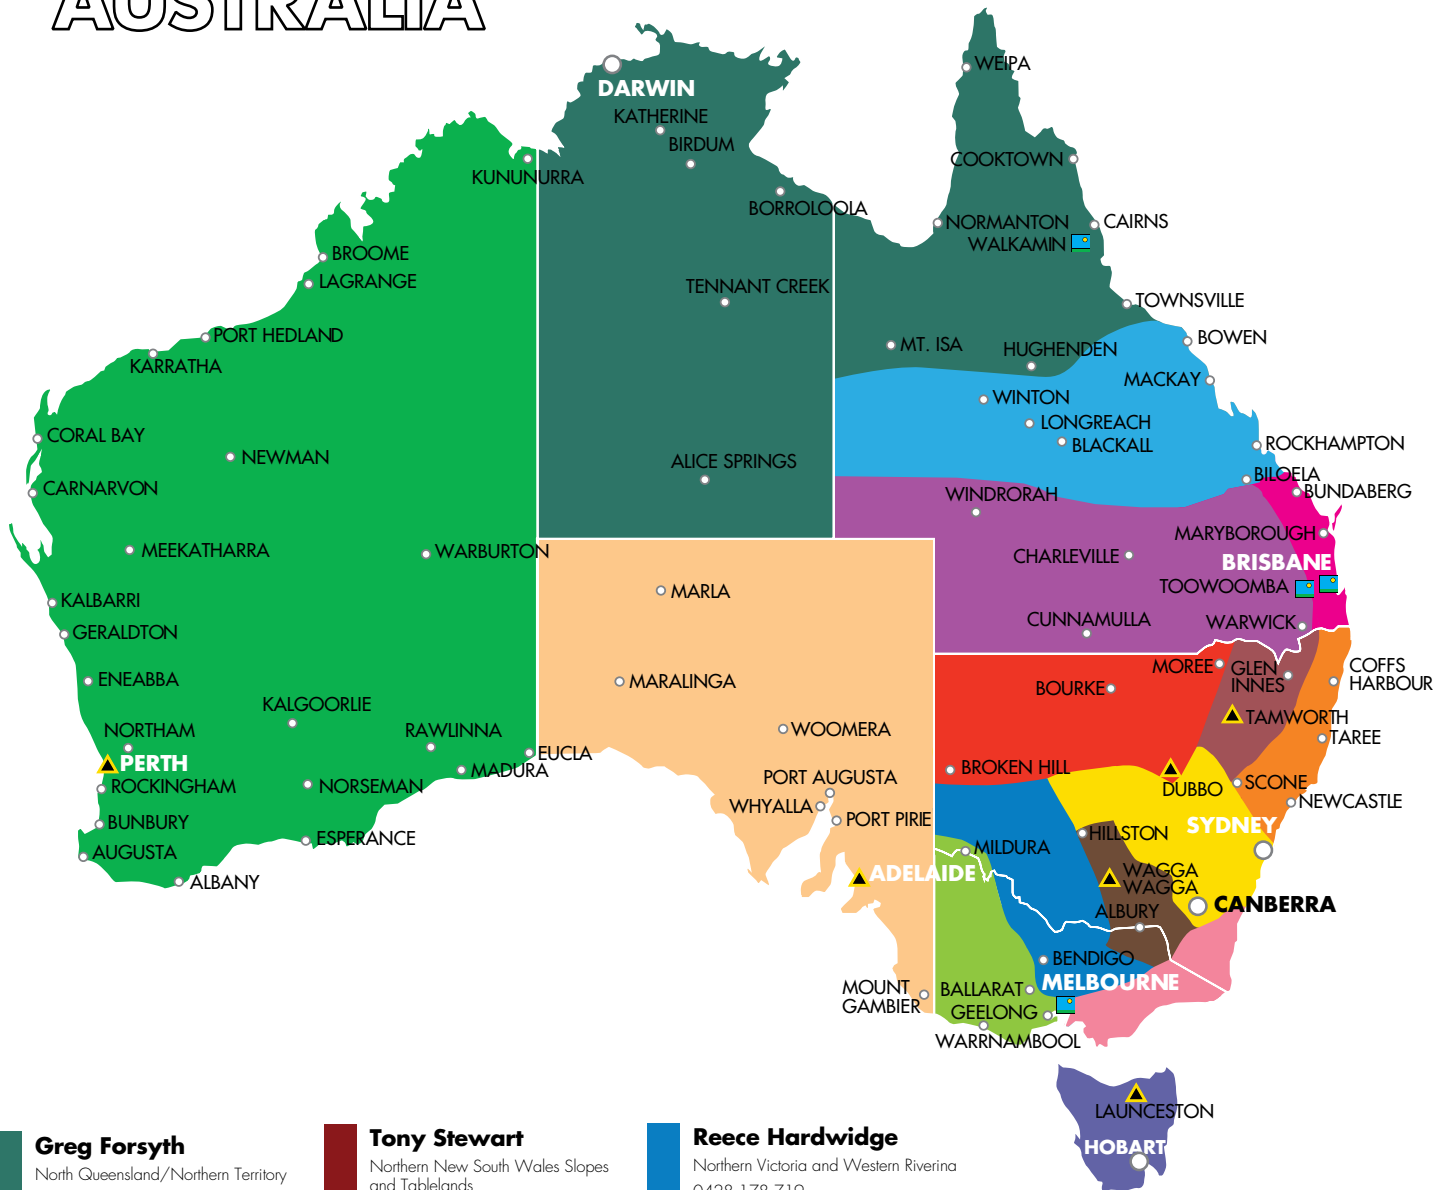 AUSTRALIA
WEIPA
DARWIN
KATHERINE
BIRDUM
COOKTOWN
KUNUNURRA
BORROLOOLA
NORMANTON
CAIRNS
WALKAMIN
BROOME
LAGRANGE
TENNANT CREEK
TOWNSVILLE
PORT HEDLAND
MT. ISA
HUGHENDEN
BOWEN
KARRATHA
MACKAY
WINTON
LONGREACH
CORAL BAY
BLACKALL
ROCKHAMPTON
NEWMAN
ALICE SPRINGS
BILOELA
CARNARVON
WINDRORAH
BUNDABERG
MARYBOROUGH
MEEKATHARRA
WARBURTON
CHARLEVILLE
BRISBANE
TOOWOOMBA
MARLA
KALBARRI
CUNNAMULLA
WARWICK
GERALDTON
MOREE
GLEN
INNES
COFFS
HARBOUR
ENEABBA
MARALINGA
BOURKE
KALGOORLIE
TAMWORTH
NORTHAM
RAWLINNA
WOOMERA
TAREE
EUCLA
PERTH
MADURA
BROKEN HILL
PORT AUGUSTA
ROCKINGHAM
NORSEMAN
DUBBO
SCONE
WHYALLA
NEWCASTLE
BUNBURY
PORT PIRIE
SYDNEY
ESPERANCE
HILLSTON
AUGUSTA
MILDURA
ALBANY
ADELAIDE
WAGGA
WAGGA
CANBERRA
ALBURY
BENDIGO
MOUNT
GAMBIER
BALLARAT
MELBOURNE
GEELONG
WARRNAMBOOL
LAUNCESTON
HOBART
Greg Forsyth
North Queensland/Northern Territory
Tony Stewart
Northern New South Wales Slopes
and Tablelands
Reece Hardwidge
Northern Victoria and Western Riverina
0428 178 719